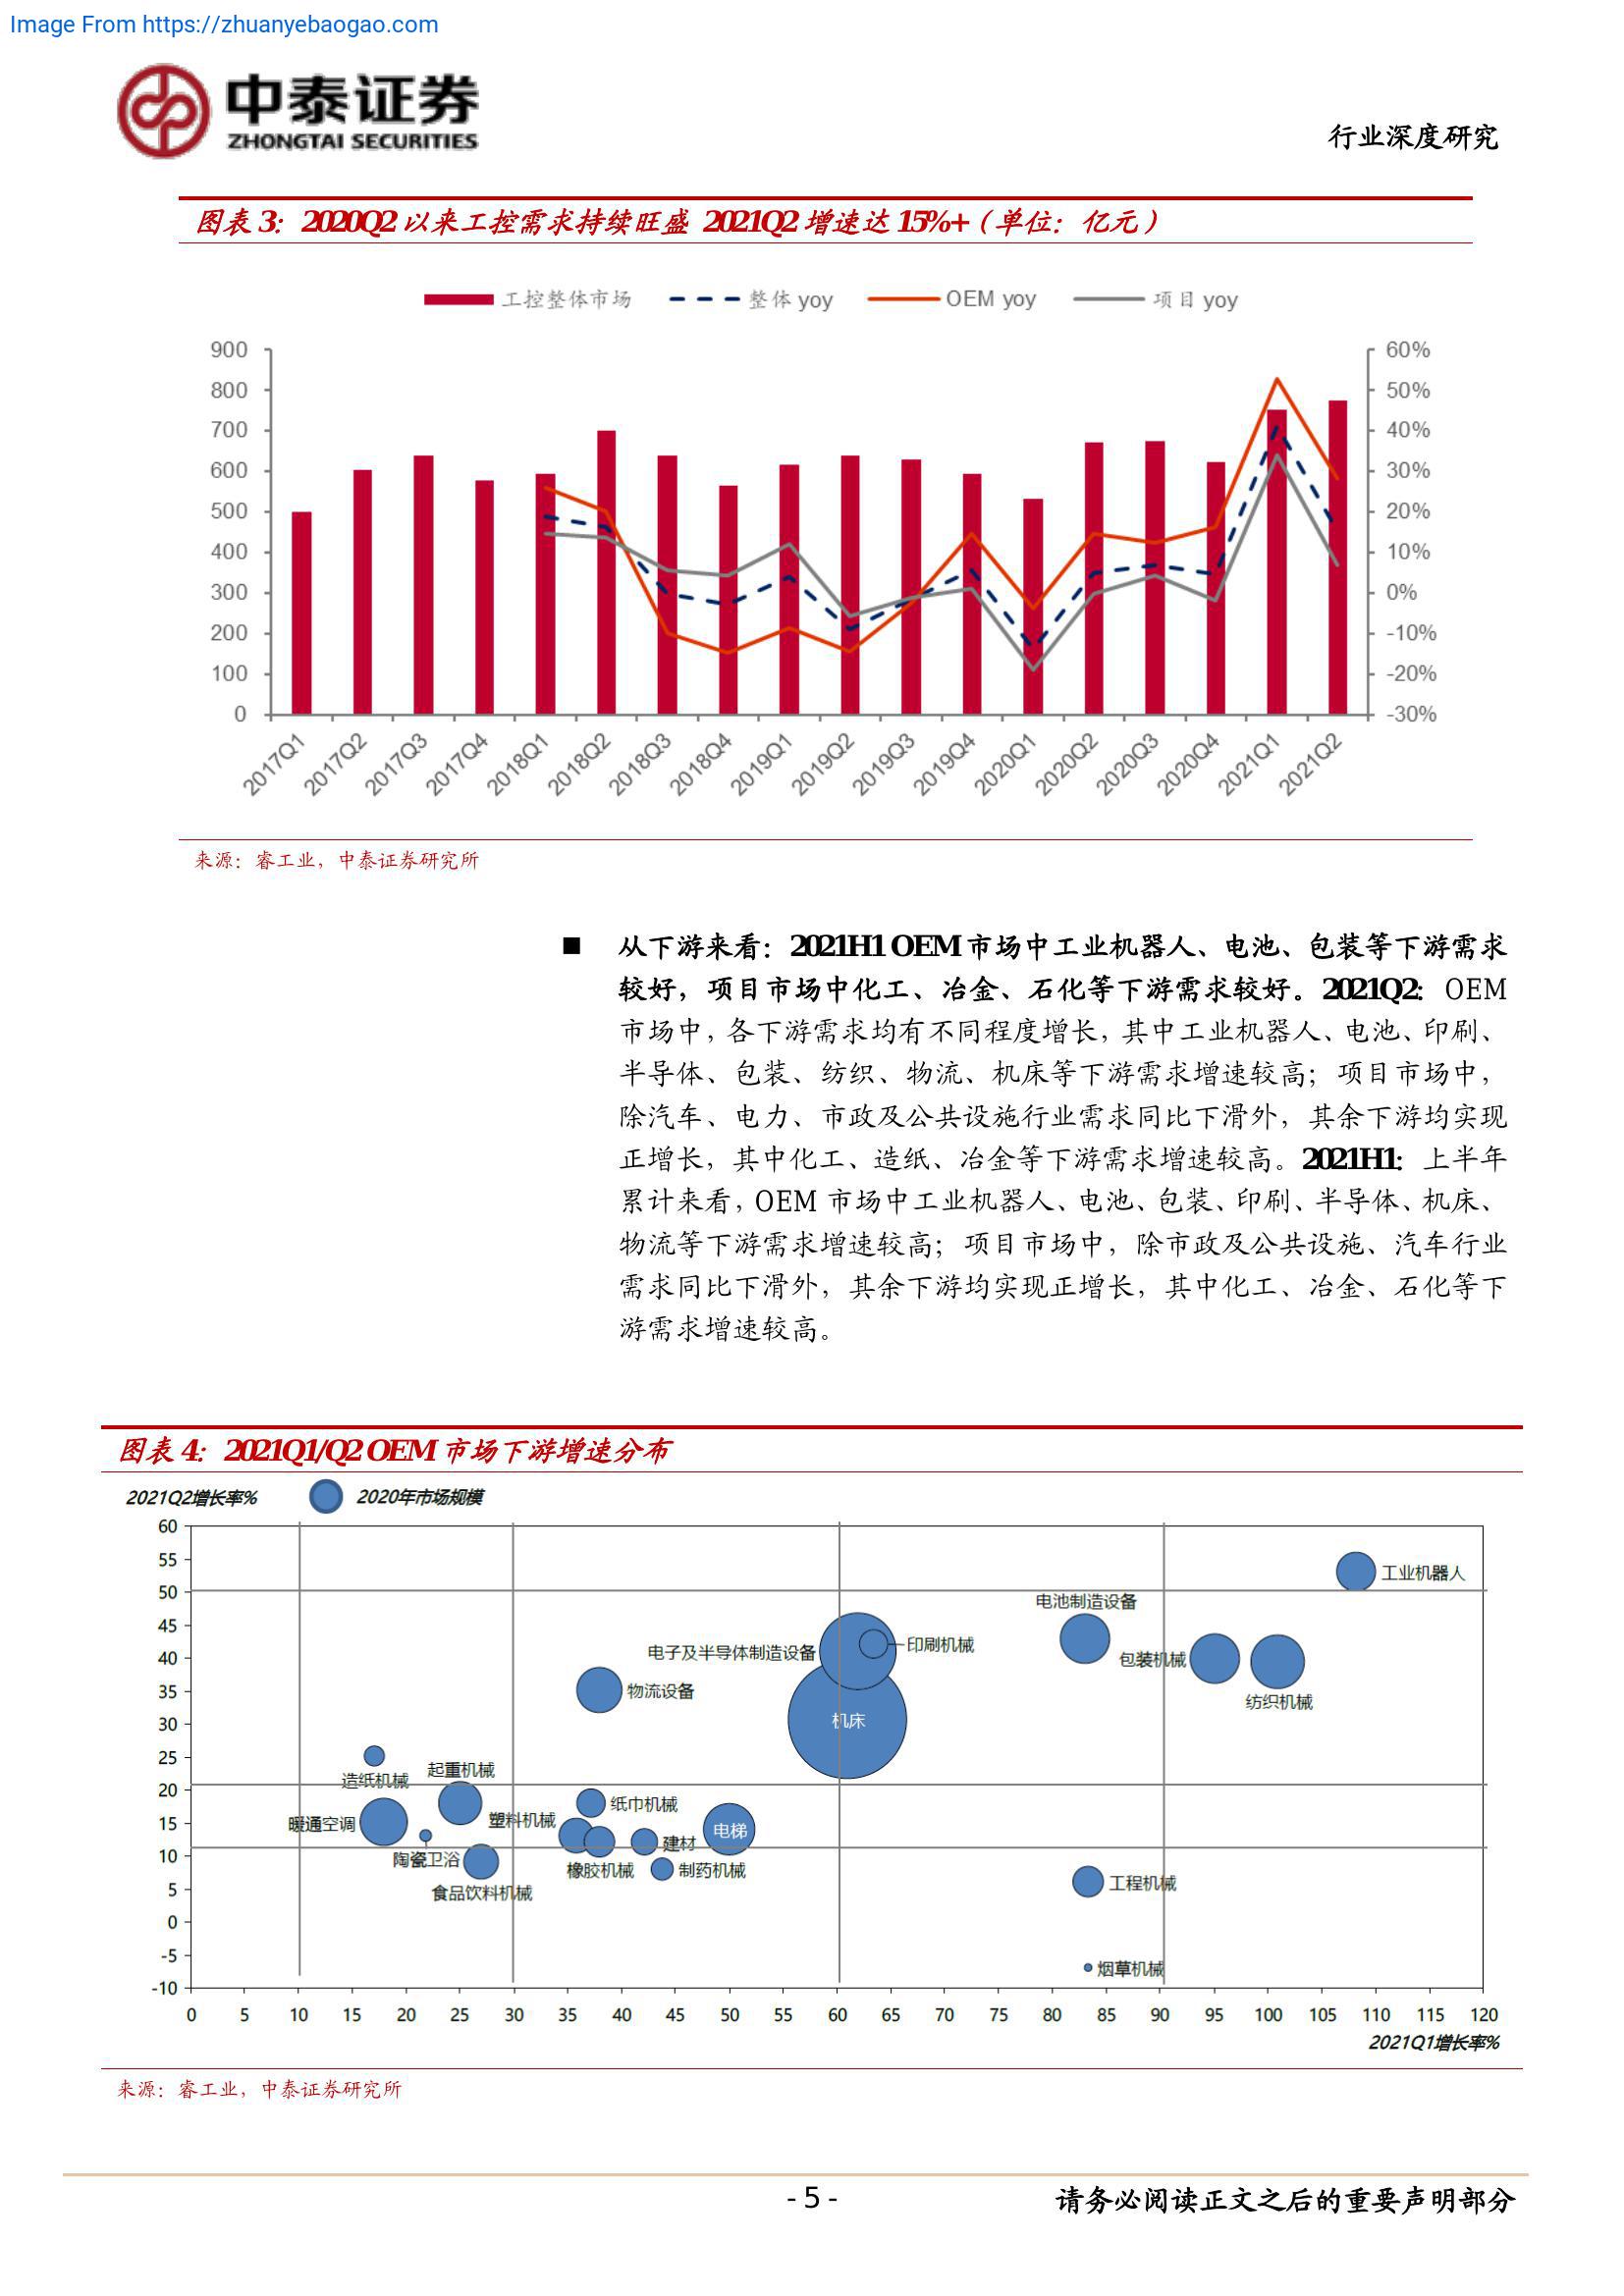 Image From https://zhuanyebaogao.com
中泰证券
ZHONGTAI SECURITIES
行业深度研究
图表 3：2020Q2 以来工控需求持续旺盛 2021Q2 增速达 15%+（单位：亿元）
工控整体市场 整体 yoy OEM yoy 项目 yoy
900 60%
800 50%
700 40%
600 30%
500 20%
400 10%
300 0%
200 -10%
100 -20%
0 -30%
2017Q1 2017Q2 2017Q3 2017Q4 2018Q1 2018Q2 2018Q3 2018Q4 2019Q1 2019Q2 2019Q3 2019Q4 2020Q1 2020Q2 2020Q3 2020Q4 2021Q1 2021Q2
来源：睿工业，中泰证券研究所
■ 从下游来看：2021H1 OEM 市场中工业机器人、电池、包装等下游需求
较好，项目市场中化工、冶金、石化等下游需求较好。2021Q2：OEM
市场中，各下游需求均有不同程度增长，其中工业机器人、电池、印刷、
半导体、包装、纺织、物流、机床等下游需求增速较高；项目市场中，
除汽车、电力、市政及公共设施行业需求同比下滑外，其余下游均实现
正增长，其中化工、造纸、冶金等下游需求增速较高。2021H1：上半年
累计来看，OEM 市场中工业机器人、电池、包装、印刷、半导体、机床、
物流等下游需求增速较高；项目市场中，除市政及公共设施、汽车行业
需求同比下滑外，其余下游均实现正增长，其中化工、冶金、石化等下
游需求增速较高。
图表 4：2021Q1/Q2 OEM 市场下游增速分布
2021Q2增长率% 2020年市场规模
60
55
工业机器人
50
电池制造设备
45
印刷机械
电子及半导体制造设备
40
包装机械
35
物流设备
纺织机械
30
机床
25
起重机械
造纸机械
20
纸巾机械
塑料机械
15
暖通空调
电梯
建材
10
陶瓷卫浴
橡胶机械
制药机械
工程机械
5
食品饮料机械
0
-5
烟草机械
-10
0 5 10 15 20 25 30 35 40 45 50 55 60 65 70 75 80 85 90 95 100 105 110 115 120
2021Q1增长率%
来源：睿工业，中泰证券研究所
- 5 -
请务必阅读正文之后的重要声明部分